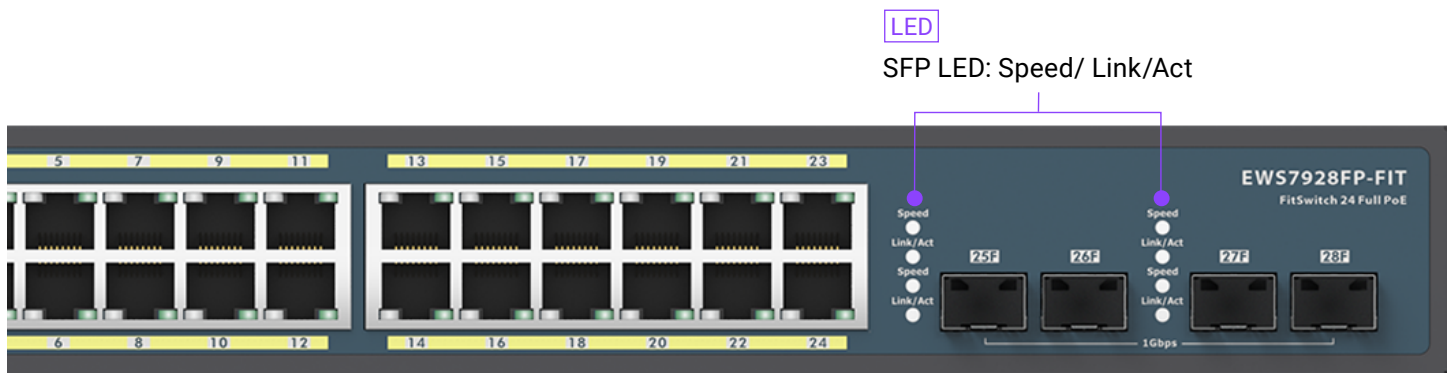 LED
SFP LED: Speed/ Link/Act
5 7 9 11 13 15 17 19 21 23
EWS7928FP-FIT
FitSwitch 24 Full PoE
Speed
Link/Act
Speed
Link/Act
Speed
Link/Act
Speed
Link/Act
25F 26F 27F 28F
6 8 10 12 14 16 18 20 22 24
1Gbps